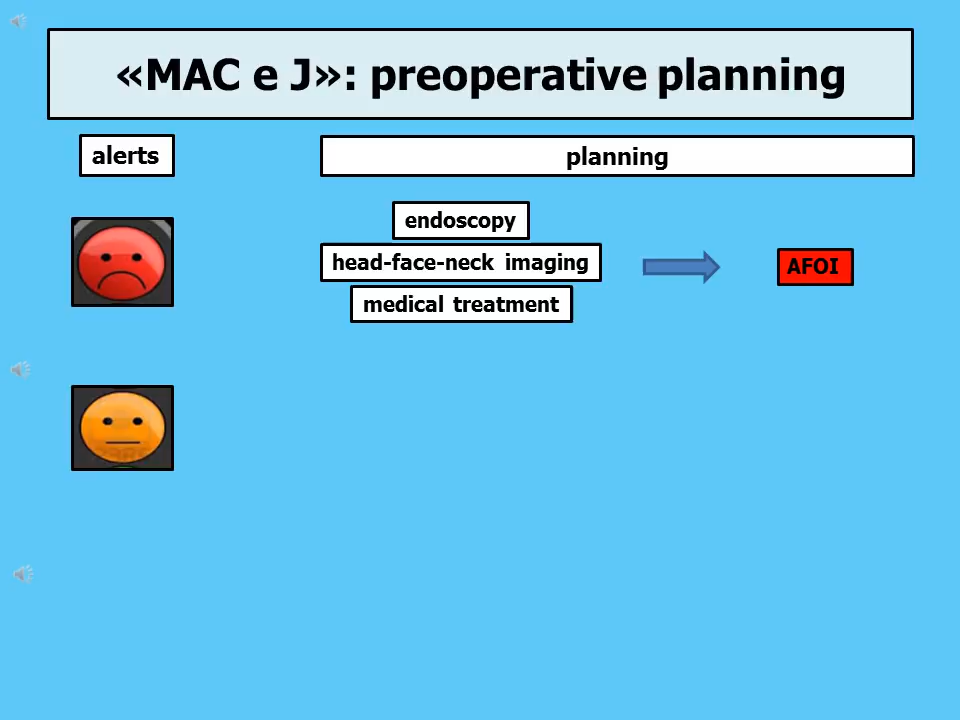 «MAC e J»: preoperative planning
alerts
planning
endoscopy
head-face-neck imaging
AFOI
medical treatment